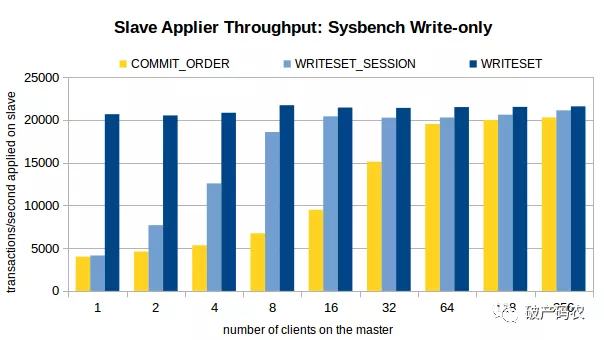 Slave Applier Throughput: Sysbench Write-only
COMMIT_ORDER WRITESET_SESSION WRITESET
transactions/second applied on slave
25000
20000
15000
10000
5000
0
1 2 4 8 16 32 64
number of clients on the master
破产码农